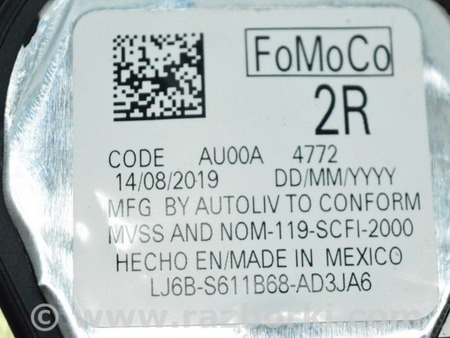 FoMoCo
2R
CODE AU00A 4772
14/08/2019 DD/MM/YYYY
MFG BY AUTOLIV TO CONFORM
MVSS AND NOM-119-SCFI-2000
HECHO EN/MADE IN MEXICO
LJ6B-S611B68-AD3JA6
© www.razborki.com